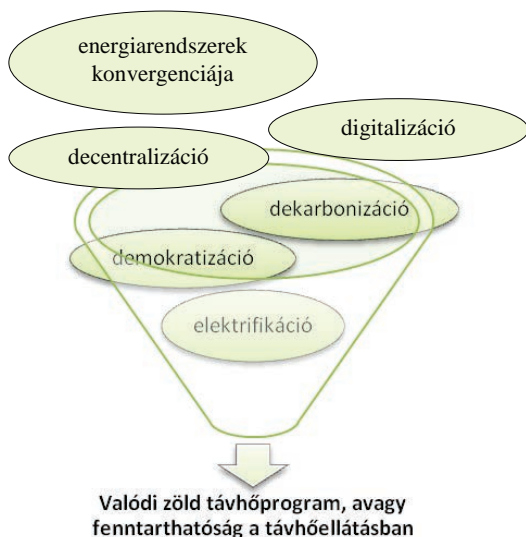 energiarendszerek
konvergenciája
digitalizáció
decentralizáció
dekarbonizáció
demokratizáció
elektrifikáció
Valódi zöld távhőprogram, avagy
fenntarthatóság a távhőellátásban